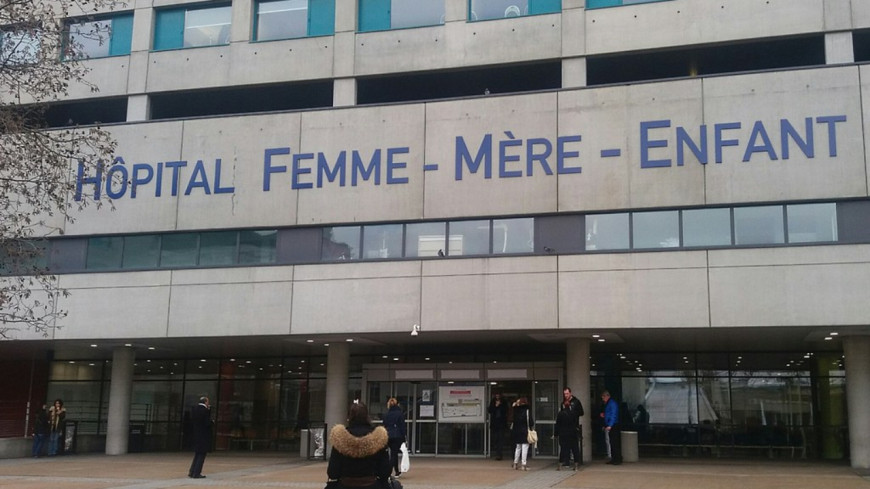 HÔPITAL FEMME - MÈRE - ENFANT